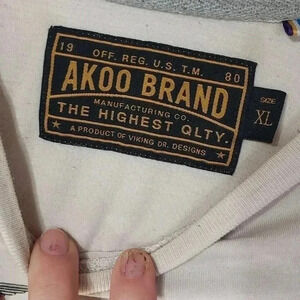 19 OFF. REG. U.S. T.M. 80
AKOO BRAND
MANUFACTURING CO.
THE HIGHEST QLTY.
A PRODUCT OF VIKING DR. DESIGNS
SIZE
XL